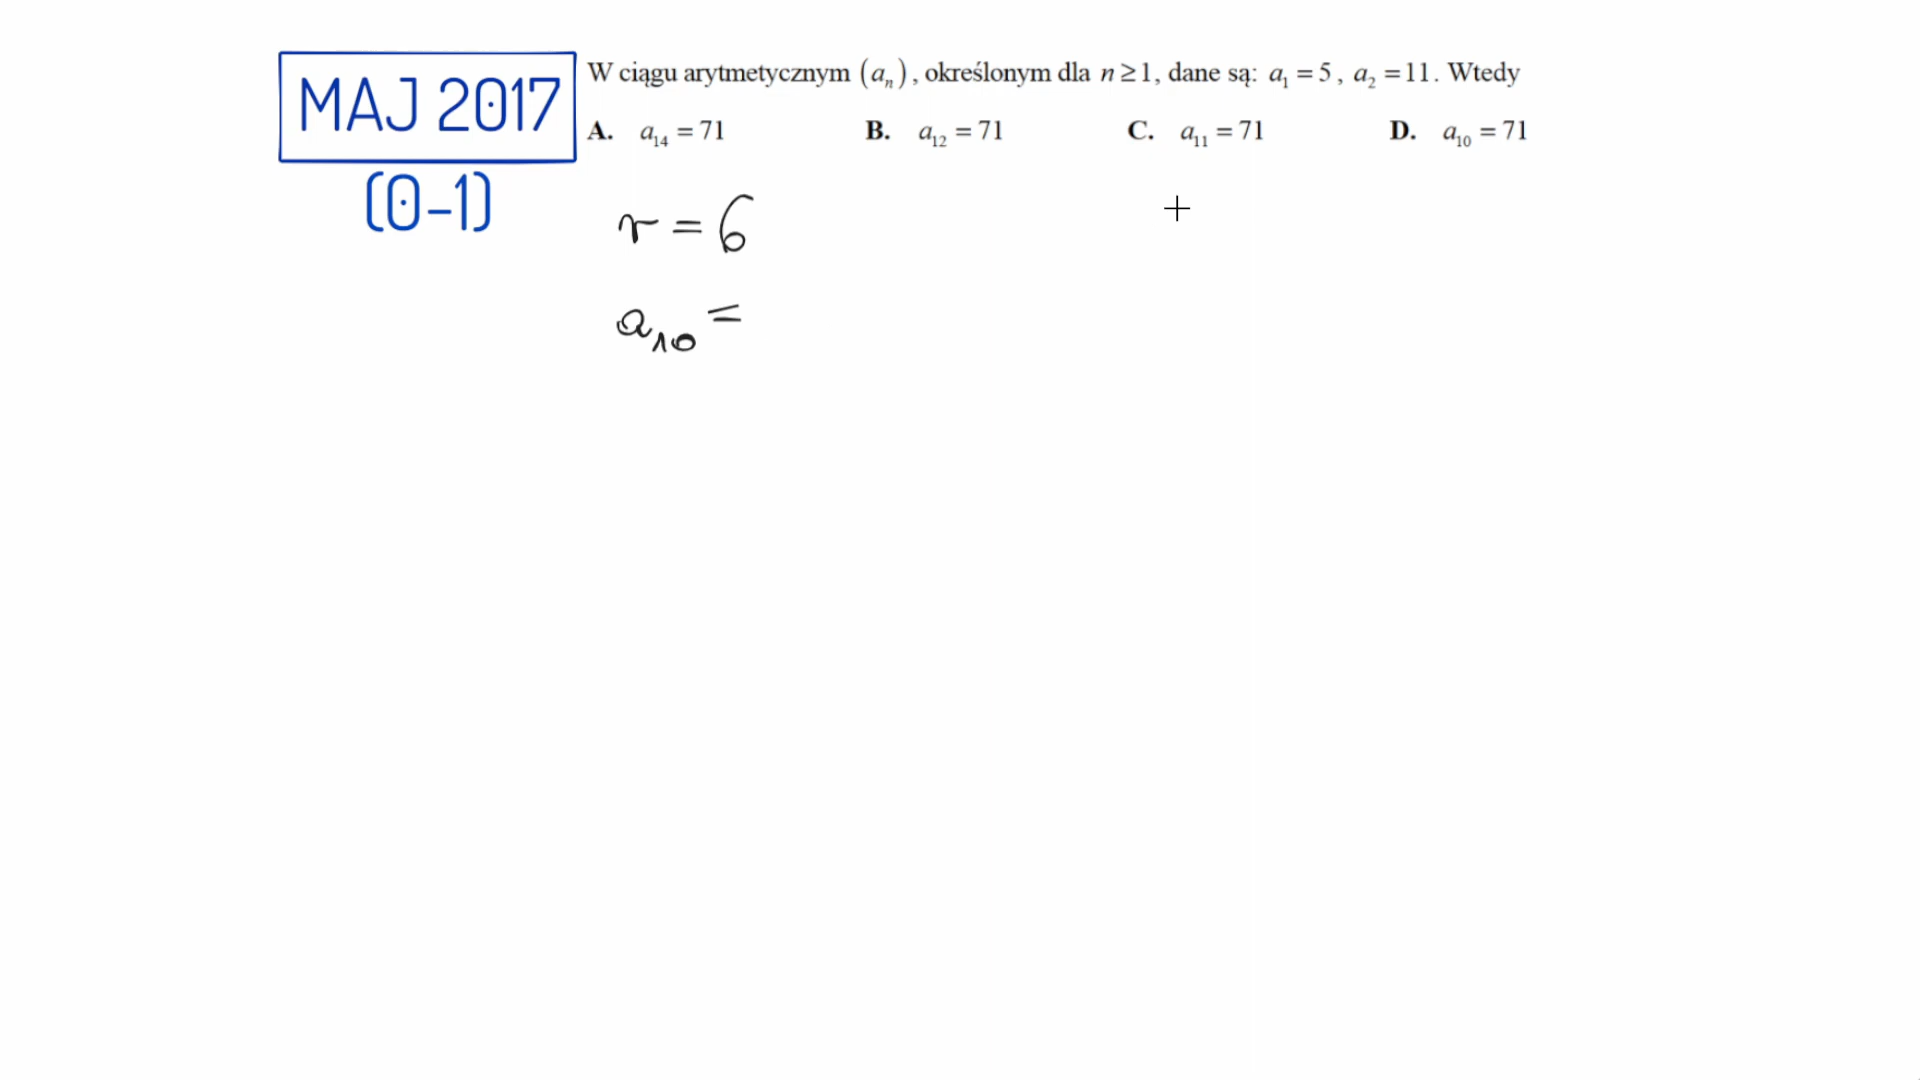 MAJ 2017
(0-1)
W ciągu arytmetycznym (aₙ), określonym dla n ≥ 1, dane są: a₁ = 5, a₂ = 11. Wtedy
A. a₁₄ = 71 B. a₁₂ = 71 C. a₁₁ = 71 D. a₁₀ = 71
r = 6
a₁₀ =